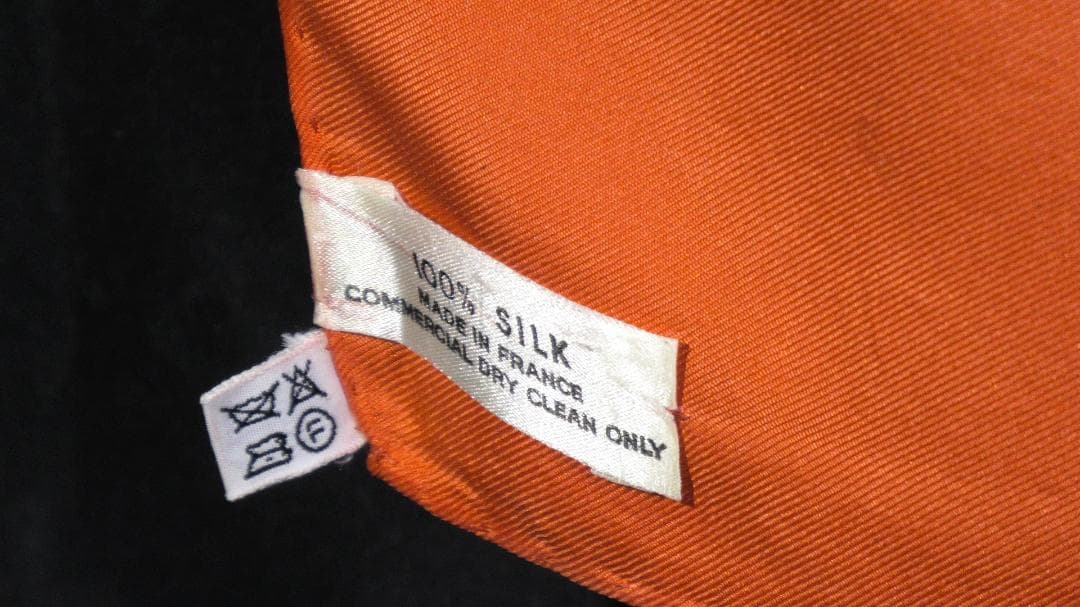 100% SILK
MADE IN FRANCE
COMMERCIAL DRY CLEAN ONLY
F